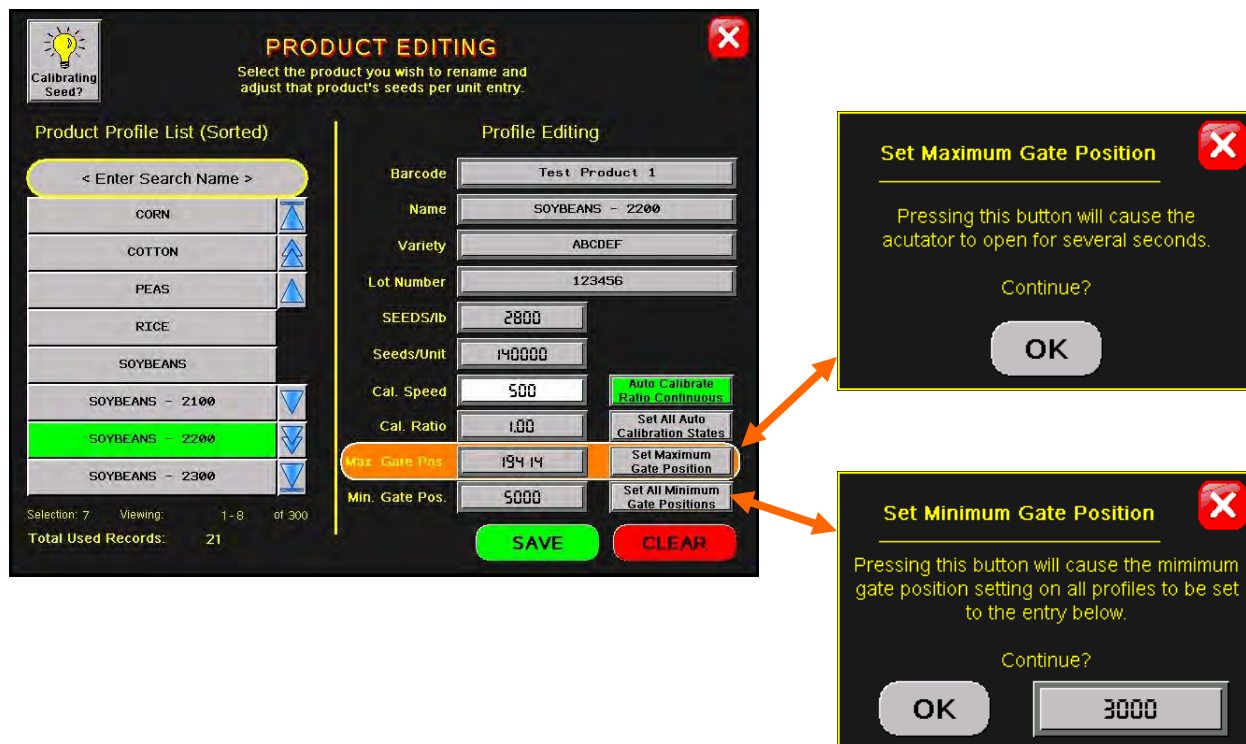 Calibrating
Seed?
PRODUCT EDITING
Select the product you wish to rename and
adjust that product's seeds per unit entry.
X
Product Profile List (Sorted)
< Enter Search Name >
CORN
COTTON
PEAS
RICE
SOYBEANS
SOYBEANS - 2100
SOYBEANS - 2200
SOYBEANS - 2300
Selection: 7 Viewing: 1 - 8 of 300
Total Used Records: 21
Profile Editing
Barcode Test Product 1
Name SOYBEANS - 2200
Variety ABCDEF
Lot Number 123456
SEEDS/lb 2800
Seeds/Unit 140000
Cal. Speed 500
Auto Calibrate
Ratio Continuous
Cal. Ratio 1.00
Set All Auto
Calibration States
Max. Gate Pos. 19414
Set Maximum
Gate Position
Min. Gate Pos. 5000
Set All Minimum
Gate Positions
SAVE CLEAR
Set Maximum Gate Position
X
Pressing this button will cause the
acutator to open for several seconds.
Continue?
OK
Set Minimum Gate Position
X
Pressing this button will cause the mimimum
gate position setting on all profiles to be set
to the entry below.
Continue?
OK 3000